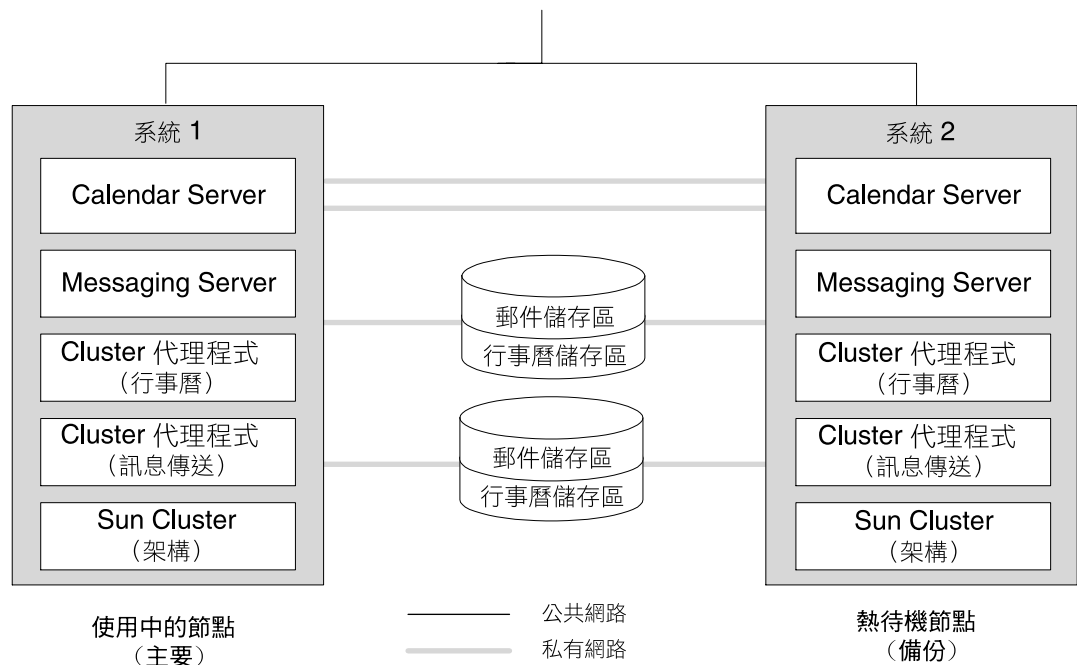 系統 1
Calendar Server
Messaging Server
Cluster 代理程式
（行事曆）
Cluster 代理程式
（訊息傳送）
Sun Cluster
（架構）
使用中的節點
（主要）
郵件儲存區
行事曆儲存區
郵件儲存區
行事曆儲存區
公共網路
私有網路
系統 2
Calendar Server
Messaging Server
Cluster 代理程式
（行事曆）
Cluster 代理程式
（訊息傳送）
Sun Cluster
（架構）
熱待機節點
（備份）